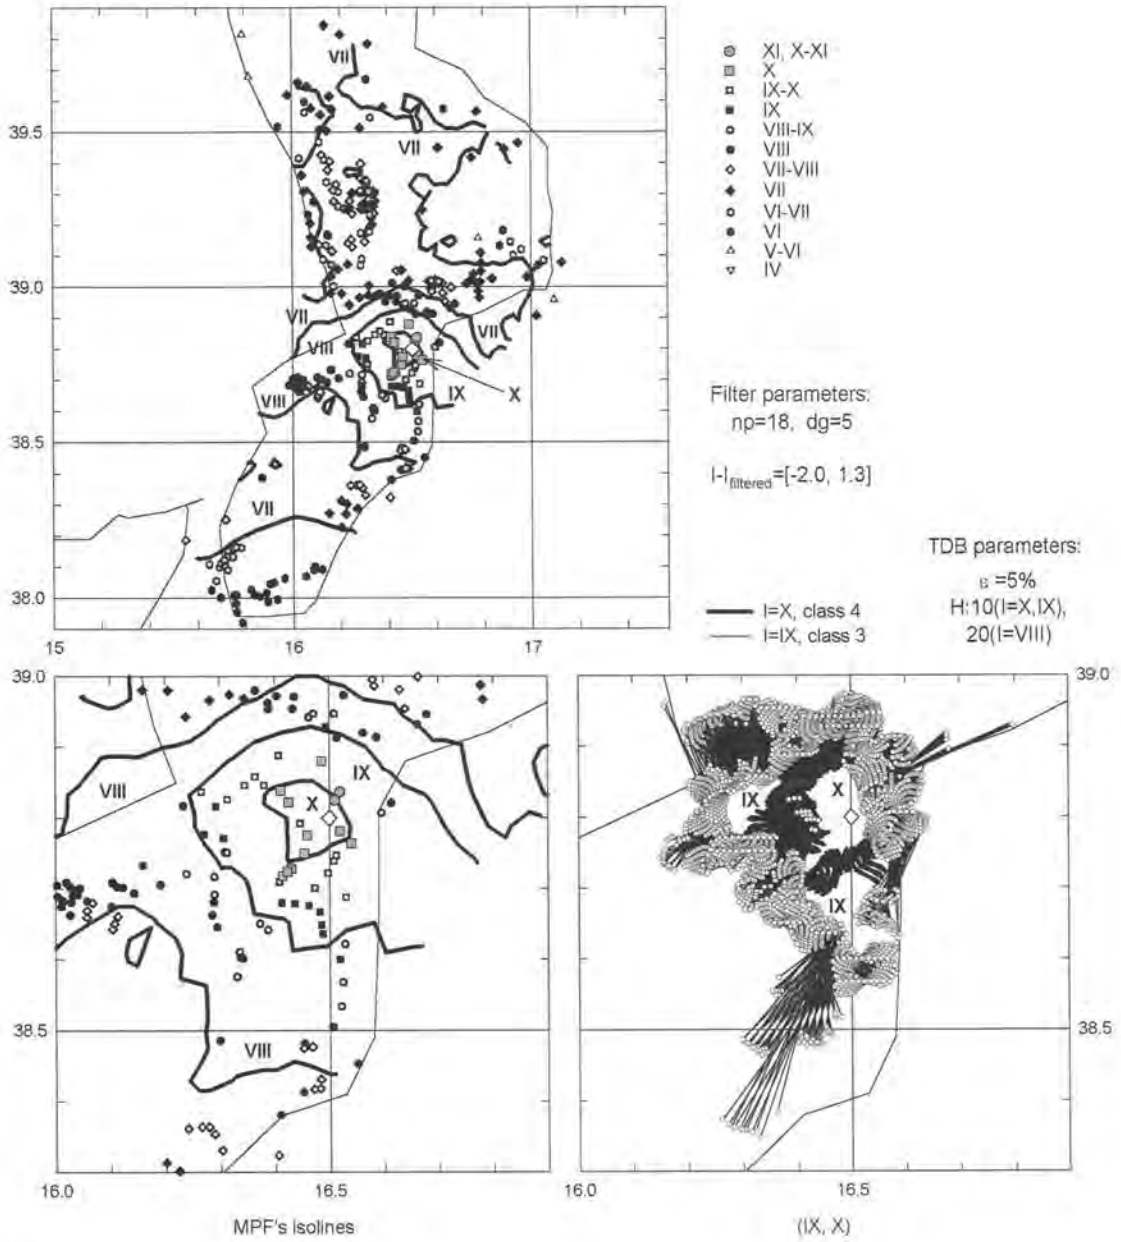 39.5
39.0
38.5
38.0
15
16
17
VII
VII
VII
VIII
VII
VIII
IX
X
VII
XI, X-XI
X
IX-X
IX
VIII-IX
VIII
VII-VIII
VII
VI-VII
VI
V-VI
IV
Filter parameters:
np=18, dg=5
I-Ifiltered=[-2.0, 1.3]
TDB parameters:
ε =5%
H:10(I=X,IX),
20(I=VIII)
I=X, class 4
I=IX, class 3
39.0
38.5
VIII
IX
X
VIII
16.0
16.5
MPF's isolines
39.0
38.5
IX
X
IX
16.0
16.5
(IX, X)